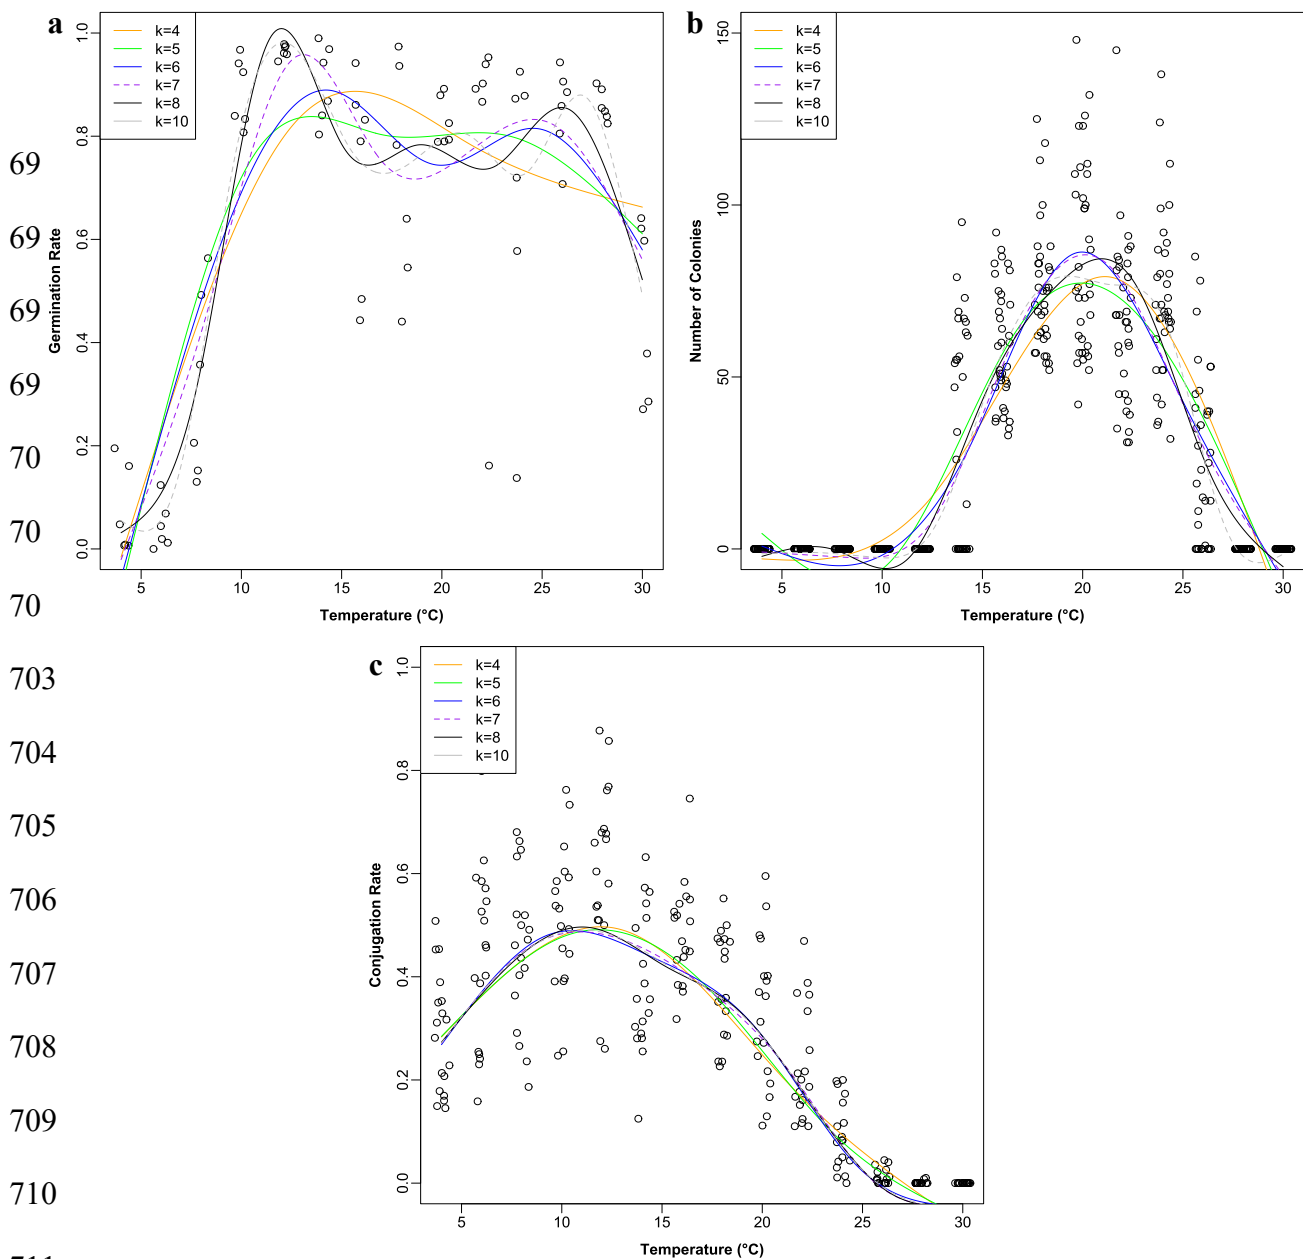 a
k=4
k=5
k=6
k=7
k=8
k=10
Germination Rate
0.0
0.2
0.4
0.6
0.8
1.0
5
10
15
20
25
30
Temperature (°C)
b
k=4
k=5
k=6
k=7
k=8
k=10
Number of Colonies
0
50
100
150
5
10
15
20
25
30
Temperature (°C)
c
k=4
k=5
k=6
k=7
k=8
k=10
Conjugation Rate
0.0
0.2
0.4
0.6
0.8
1.0
5
10
15
20
25
30
Temperature (°C)
69
69
69
69
70
70
70
703
704
705
706
707
708
709
710